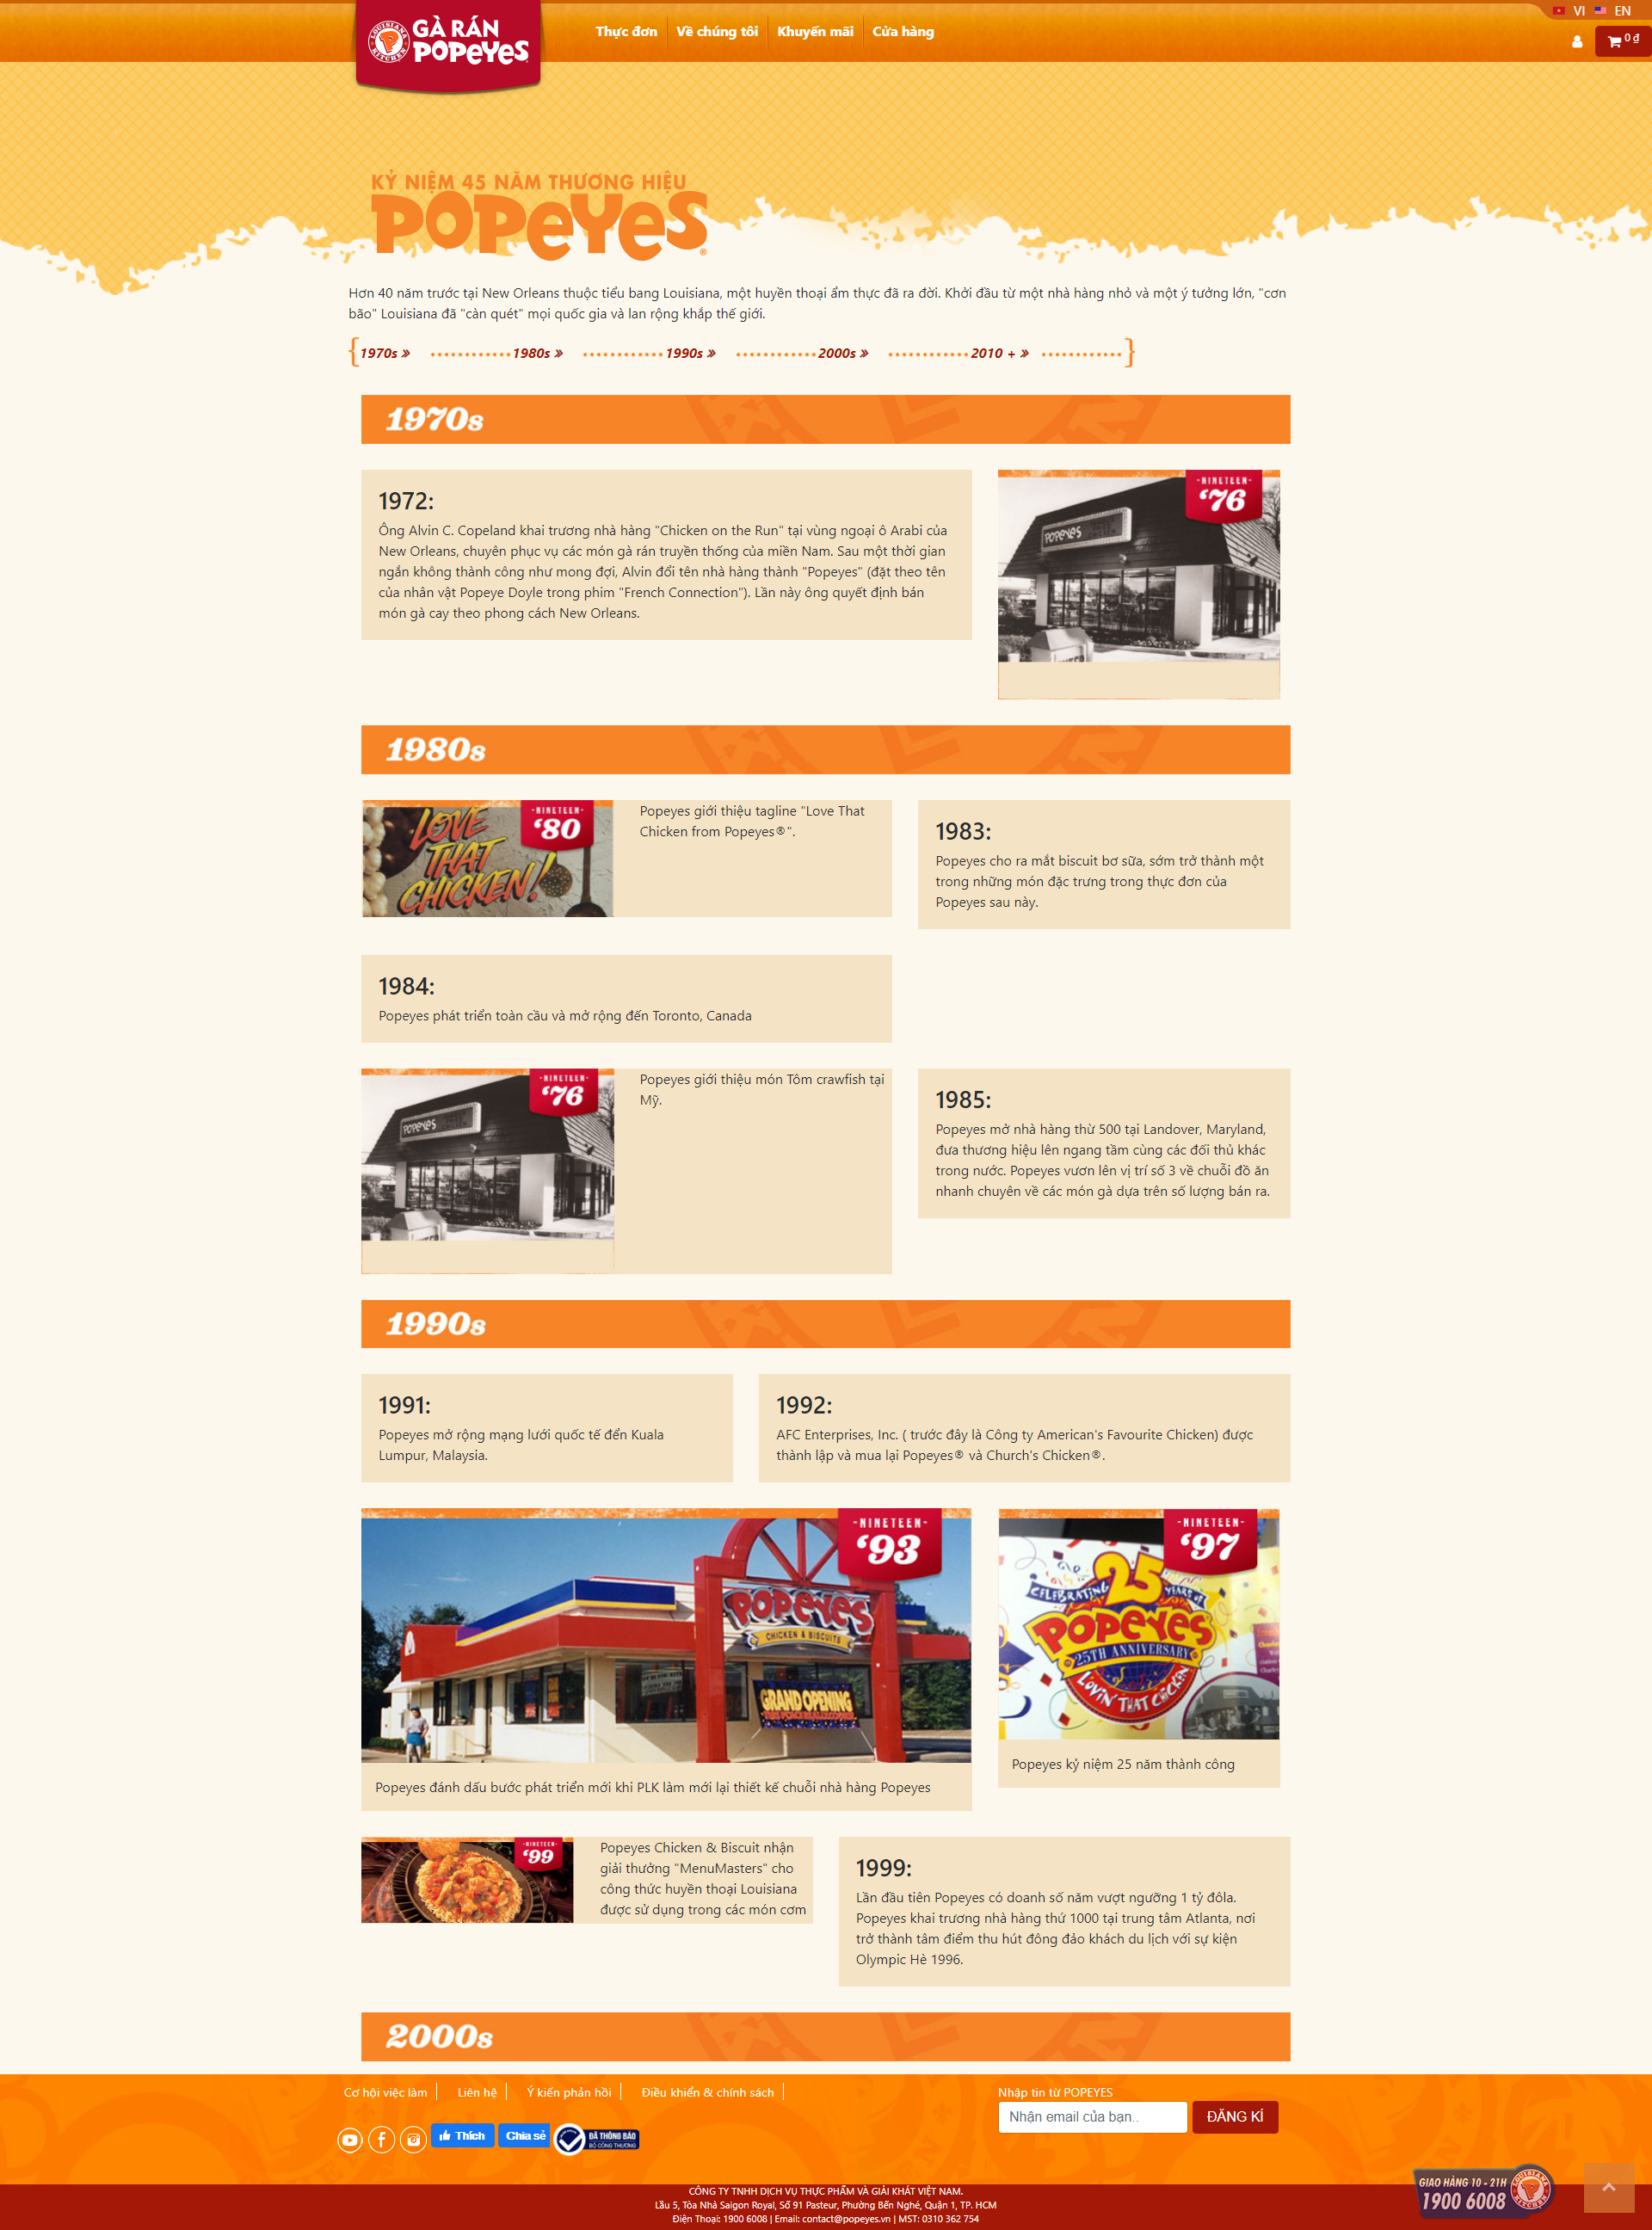 VI EN
LOUISIANA KITCHEN
GÀ RÁN
POPEYES
Thực đơn
Về chúng tôi
Khuyến mãi
Cửa hàng
0 ₫
KỶ NIỆM 45 NĂM THƯƠNG HIỆU
POPEYES®
Hơn 40 năm trước tại New Orleans thuộc tiểu bang Louisiana, một huyền thoại ẩm thực đã ra đời. Khởi đầu từ một nhà hàng nhỏ và một ý tưởng lớn, "cơn
bão" Louisiana đã "càn quét" mọi quốc gia và lan rộng khắp thế giới.
{1970s » ............1980s » ............1990s » ............2000s » ............2010 + » ............}
1970s
1972:
Ông Alvin C. Copeland khai trương nhà hàng "Chicken on the Run" tại vùng ngoại ô Arabi của
New Orleans, chuyên phục vụ các món gà rán truyền thống của miền Nam. Sau một thời gian
ngắn không thành công như mong đợi, Alvin đổi tên nhà hàng thành "Popeyes" (đặt theo tên
của nhân vật Popeye Doyle trong phim "French Connection"). Lần này ông quyết định bán
món gà cay theo phong cách New Orleans.
-NINETEEN-
'76
POPEYES
1980s
LOVE
THAT
CHICKEN!
-NINETEEN-
'80
Popeyes giới thiệu tagline "Love That
Chicken from Popeyes®".
1983:
Popeyes cho ra mắt biscuit bơ sữa, sớm trở thành một
trong những món đặc trưng trong thực đơn của
Popeyes sau này.
1984:
Popeyes phát triển toàn cầu và mở rộng đến Toronto, Canada
-NINETEEN-
'76
POPEYES
Popeyes giới thiệu món Tôm crawfish tại
Mỹ.
1985:
Popeyes mở nhà hàng thừ 500 tại Landover, Maryland,
đưa thương hiệu lên ngang tầm cùng các đối thủ khác
trong nước. Popeyes vươn lên vị trí số 3 về chuỗi đồ ăn
nhanh chuyên về các món gà dựa trên số lượng bán ra.
1990s
1991:
Popeyes mở rộng mạng lưới quốc tế đển Kuala
Lumpur, Malaysia.
1992:
AFC Enterprises, Inc. ( trước đây là Công ty American's Favourite Chicken) được
thành lập và mua lại Popeyes® và Church's Chicken®.
-NINETEEN-
'93
POPEYES
CHICKEN & BISCUITS
GRAND OPENING
Popeyes đánh dấu bước phát triển mới khi PLK làm mới lại thiết kế chuỗi nhà hàng Popeyes
-NINETEEN-
'97
CELEBRATING 25 YEARS OF
POPEYES
25TH ANNIVERSARY
LOVIN' THAT CHICKEN
Popeyes kỷ niệm 25 năm thành công
-NINETEEN-
'99
Popeyes Chicken & Biscuit nhận
giải thưởng "MenuMasters" cho
công thức huyền thoại Louisiana
được sử dụng trong các món cơm
1999:
Lần đầu tiên Popeyes có doanh số năm vượt ngưỡng 1 tỷ đôla.
Popeyes khai trương nhà hàng thứ 1000 tại trung tâm Atlanta, nơi
trở thành tâm điểm thu hút đông đảo khách du lịch với sự kiện
Olympic Hè 1996.
2000s
Cơ hội việc làm
Liên hệ
Ý kiến phản hồi
Điều khiển & chính sách
Nhập tin từ POPEYES
Nhận email của bạn..
ĐĂNG KÍ
Thích
Chia sẻ
ĐÃ THÔNG BÁO
BỘ CÔNG THƯƠNG
GIAO HÀNG 10 - 21H
1900 6008
LOUISIANA KITCHEN
CÔNG TY TNHH DỊCH VỤ THỰC PHẨM VÀ GIẢI KHÁT VIỆT NAM.
Lầu 5, Tòa Nhà Saigon Royal, Số 91 Pasteur, Phường Bến Nghé, Quận 1, TP. HCM
Điện Thoại: 1900 6008 | Email: contact@popeyes.vn | MST: 0310 362 754